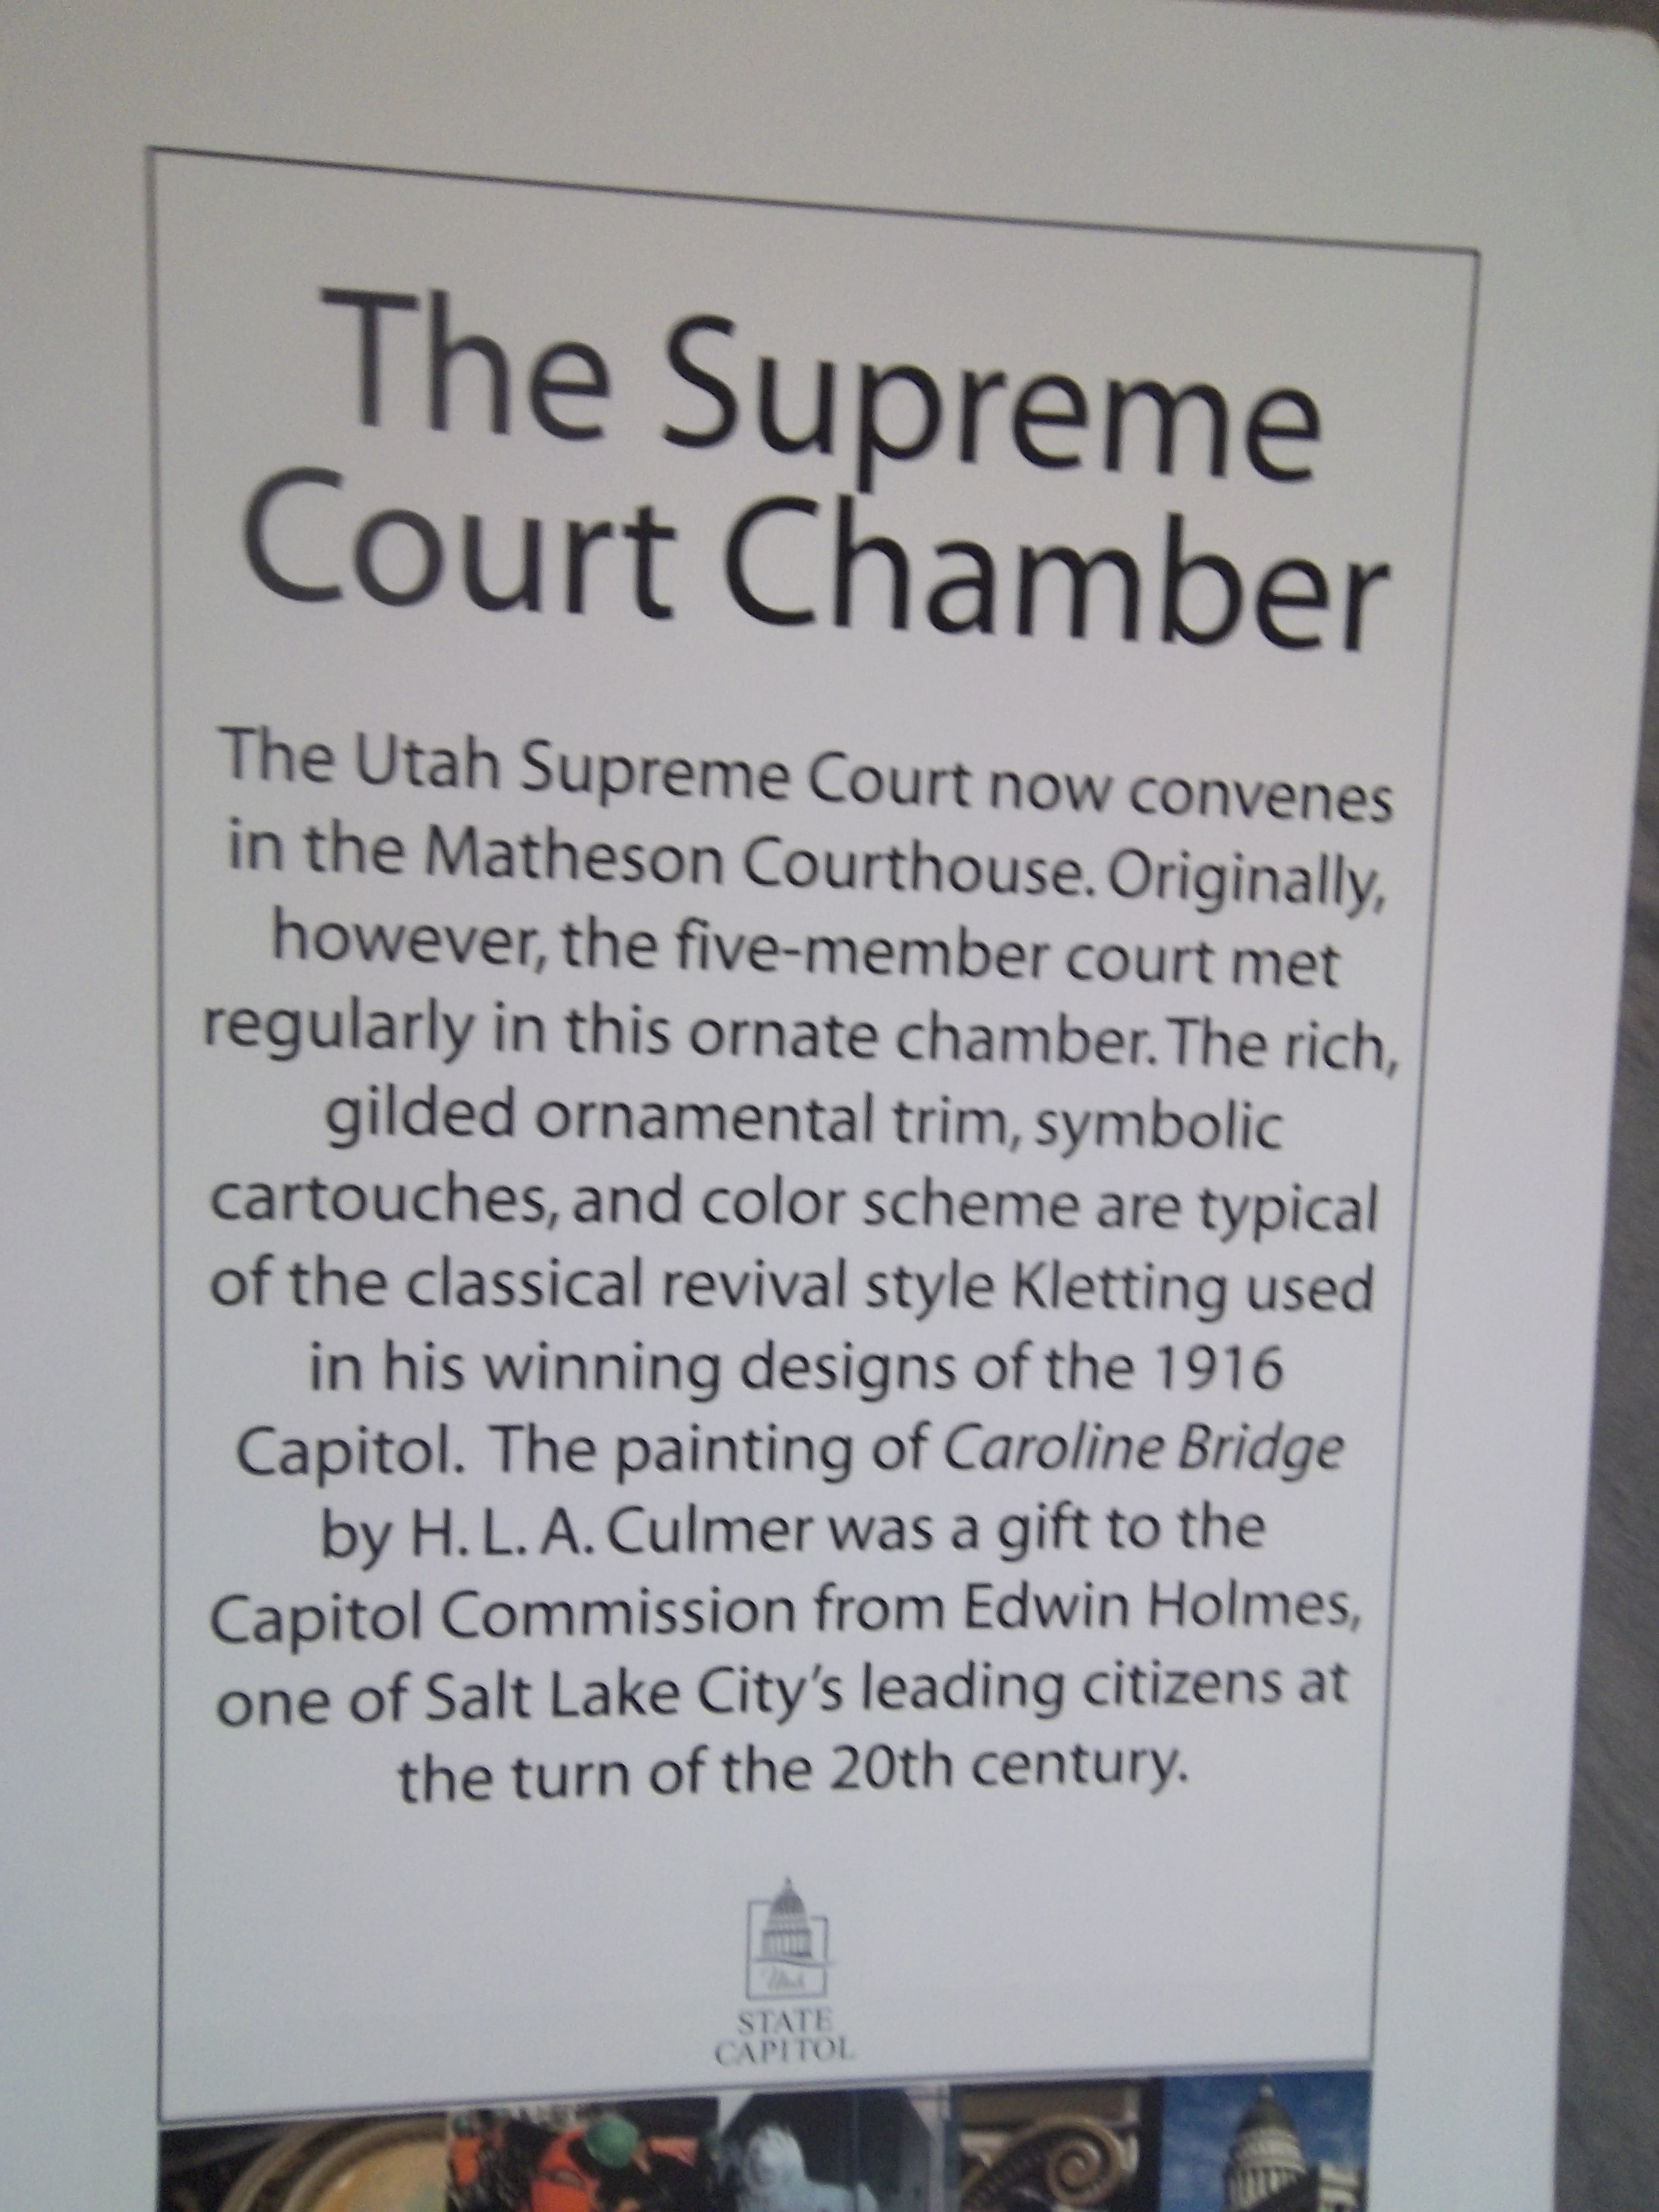 The Supreme
Court Chamber
The Utah Supreme Court now convenes
in the Matheson Courthouse. Originally,
however, the five-member court met
regularly in this ornate chamber. The rich,
gilded ornamental trim, symbolic
cartouches, and color scheme are typical
of the classical revival style Kletting used
in his winning designs of the 1916
Capitol. The painting of Caroline Bridge
by H. L. A. Culmer was a gift to the
Capitol Commission from Edwin Holmes,
one of Salt Lake City's leading citizens at
the turn of the 20th century.
Utah
STATE
CAPITOL